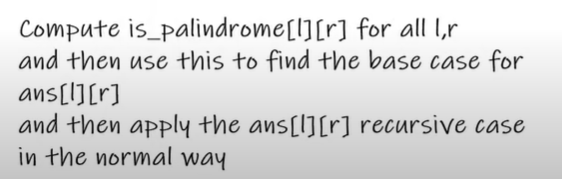 Compute is_palindrome[l][r] for all l,r
and then use this to find the base case for
ans[l][r]
and then apply the ans[l][r] recursive case
in the normal way